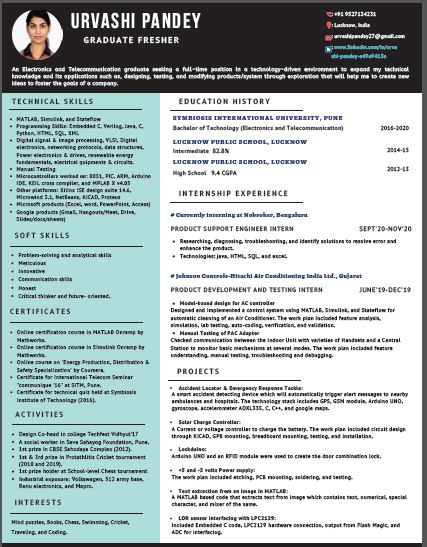 URVASHI PANDEY
GRADUATE FRESHER
+91 9527134231
Lucknow, India
urvashipandey27@gmail.com
www.linkedin.com/in/urva
shi-pandey-
An Electronics and Telecommunication graduate seeking a full-time position in a technology-driven environment to expand my technical
knowledge and its applications such as, designing, testing, and modifying products/system through exploration that will help me to create new
ideas to foster the goals of a company.
TECHNICAL SKILLS
MATLAB, Simulink, and Stateflow
Programming Skills: Embedded C, Verilog, Java, C,
Python, HTML, SQL, XML
Digital signal & image processing, VLSI, Digital
electronics, networking protocols, data structures,
Power electronics & drives, renewable energy
fundamentals, electrical equipments & circuits.
Manual Testing
Microcontrollers worked on: 8051, PIC, ARM, Arduino
IDE, KEIL cross compiler, and MPLAB X v4.05
Other platforms: Xilinx ISE design suite 14.6,
Microwind 3.1, NetBeans, KiCAD, Proteus
Microsoft products (Excel, word, PowerPoint, Access)
Google products (Gmail, Hangouts/Meet, Drive,
Slides/docs/sheets)
SOFT SKILLS
Problem-solving and analytical skills
Meticulous
Innovative
Communication skills
Honest
Critical thinker and future- oriented.
CERTIFICATES
Online certification course in MATLAB Onramp by
Mathworks.
Online certification course in Simulink Onramp by
Mathworks.
Online course on 'Energy Production, Distribution &
Safety Specialization' by Coursera.
Certificate for International Telecom Seminar
"communique '16" at SITM, Pune.
Certificate for technical quiz held at Symbiosis
Institute of Technology (2016).
ACTIVITIES
Design Co-head in college Techfest Vidhyut'17
A social worker in Seva Sahayog Foundation, Pune.
1st prize in CBSE Sahodaya Complex (2012).
1st & 3rd prize in Pratathitis Cricket tournament
(2018 and 2019).
1st prize holder at School-level Chess tournament
Industrial exposure: Volkswagen, 512 army base,
Renu electronics, etc.
INTERESTS
Mind puzzles, Books, Chess, Swimming, Cricket,
Traveling, and Coding.
EDUCATION HISTORY
SYMBIOSIS INTERNATIONAL UNIVERSITY, PUNE
Bachelor of Technology (Electronics and Telecommunication) 2016-2020
LUCKNOW PUBLIC SCHOOL, LUCKNOW
Intermediate 82.8% 2014-15
LUCKNOW PUBLIC SCHOOL, LUCKNOW
High School 9.4 CGPA 2012-13
INTERNSHIP EXPERIENCE
# Currently interning at Nobroker, Bengaluru
PRODUCT SUPPORT ENGINEER INTERN SEPT'20-NOV'20
Researching, diagnosing, troubleshooting, and identify solutions to resolve error and
enhance the product.
Technologies: java, HTML, SQL, and excel.
# Johnson Controls-Hitachi Air Conditioning India Ltd., Gujarat
PRODUCT DEVELOPMENT AND TESTING INTERN JUNE'19-DEC'19
Model-based design for AC controller
Designed and implemented a control system using MATLAB, Simulink, and Stateflow for
automatic cleaning of an Air Conditioner. The work plan included feature analysis,
simulation, lab testing, auto-coding, verification, and validation.
Manual Testing of PAC Adapter
Checked communication between the indoor Unit with varieties of Handsets and a Central
Station to monitor basic mechanism at several modes. The work plan included feature
understanding, manual testing, troubleshooting and debugging.
PROJECTS
Accident Locator & Emergency Response Tackle:
A smart accident detecting device which will automatically trigger alert messages to nearby
ambulances and hospitals. The technology stack includes GPS, GSM module, Arduino UNO,
gyroscope, accelerometer ADXL335, C, C++, and google maps.
Solar Charge Controller:
A Current or voltage controller to charge the battery. The work plan included circuit design
through KICAD, GPB mounting, breadboard mounting, testing, and installation.
Lockduino:
Arduino UNO and an RFID module were used to create the door combination lock.
+5 and -5 volts Power supply:
The work plan included etching, PCB mounting, soldering, and testing.
Text extraction from an image in MATLAB:
A MATLAB based code that extracts text from image which contains text, numerical, special
character, and mixer of the same.
LDR sensor interfacing with LPC2129:
Included Embedded C code, LPC2129 hardware connection, output from Flash Magic, and
ADC for interfacing.